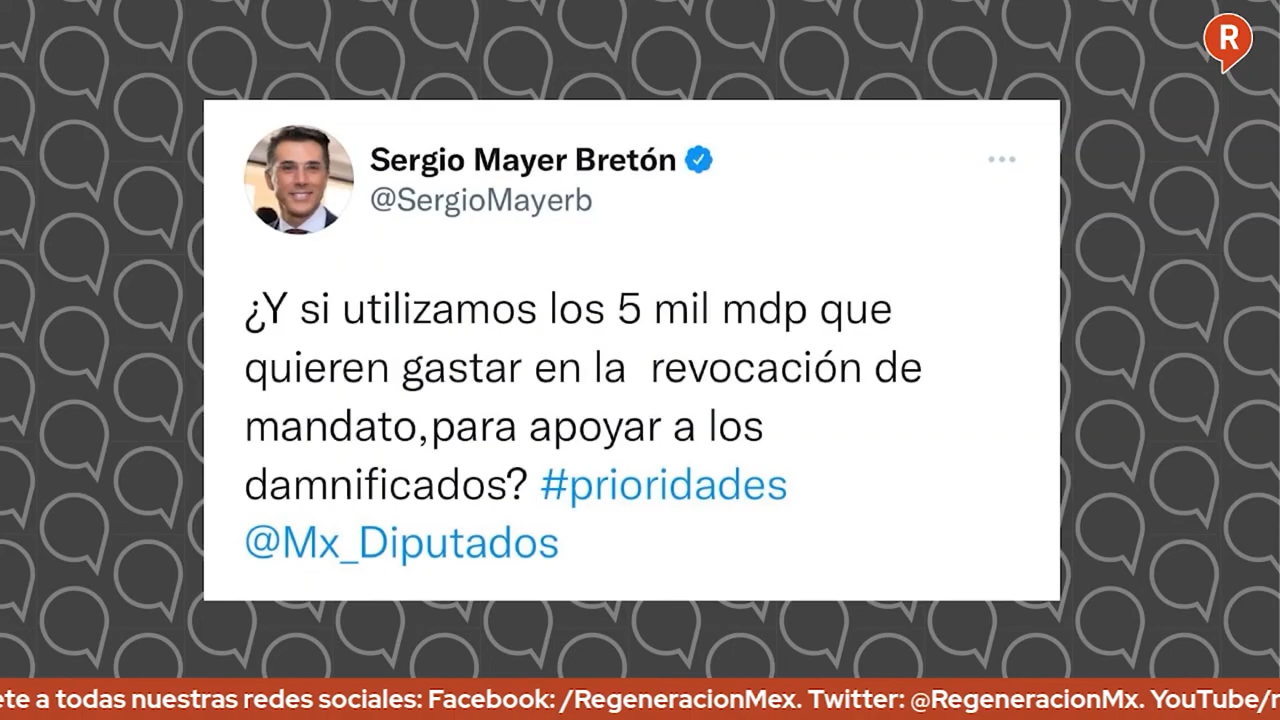 R
Sergio Mayer Bretón
@SergioMayerb
¿Y si utilizamos los 5 mil mdp que
quieren gastar en la revocación de
mandato,para apoyar a los
damnificados? #prioridades
@Mx_Diputados
ete a todas nuestras redes sociales: Facebook: /RegeneracionMex. Twitter: @RegeneracionMx. YouTube/r